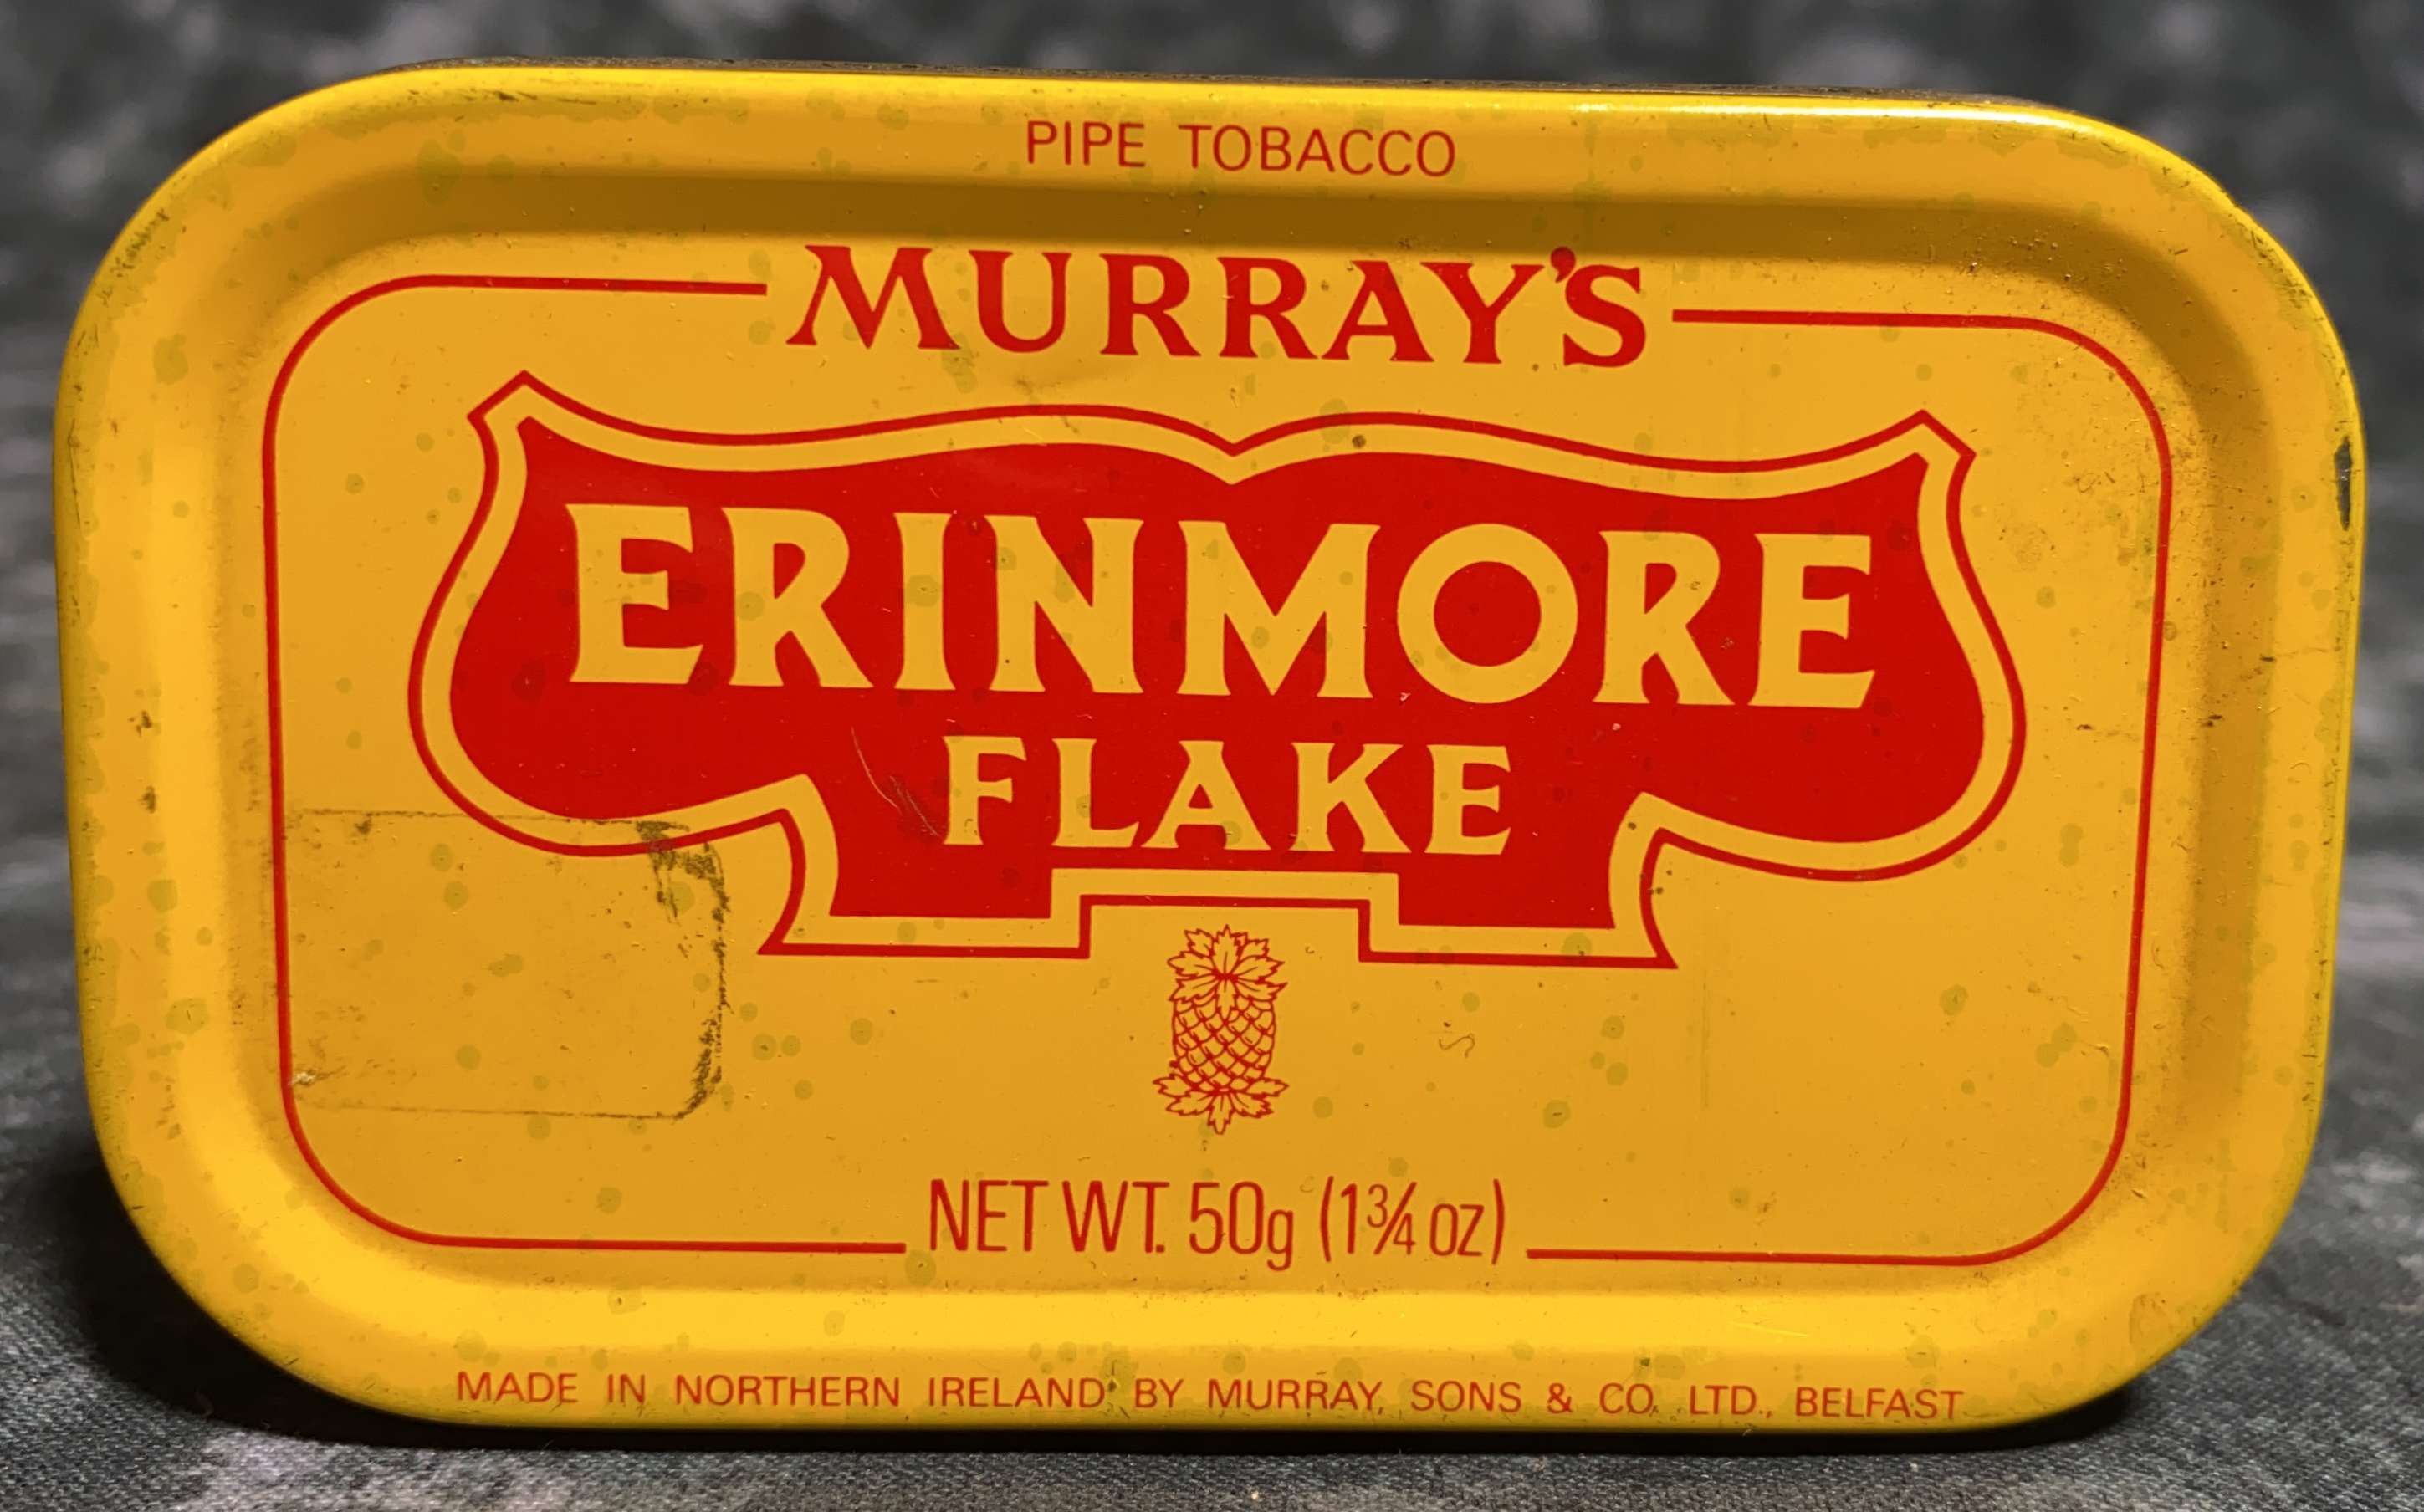 PIPE TOBACCO
MURRAY'S
ERINMORE
FLAKE
NET WT. 50g (1¾ oz)
MADE IN NORTHERN IRELAND BY MURRAY, SONS & CO. LTD., BELFAST